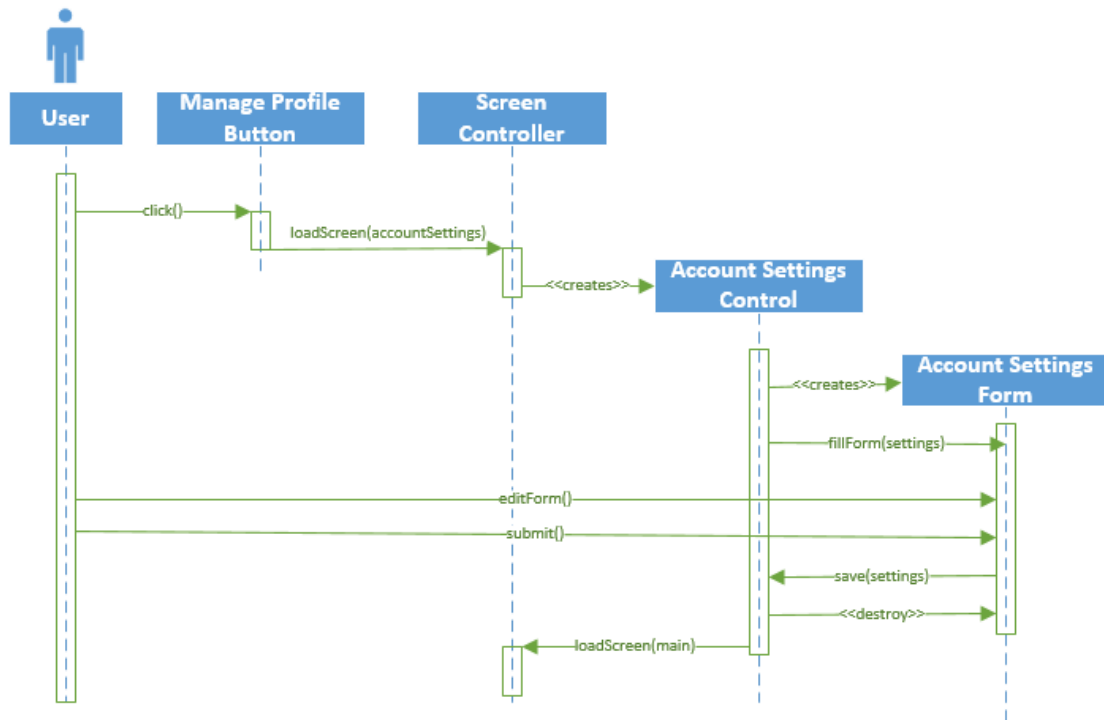 User
Manage Profile
Button
Screen
Controller
click()
loadScreen(accountSettings)
<<creates>>
Account Settings
Control
<<creates>>
Account Settings
Form
fillForm(settings)
editForm()
submit()
save(settings)
<<destroy>>
loadScreen(main)